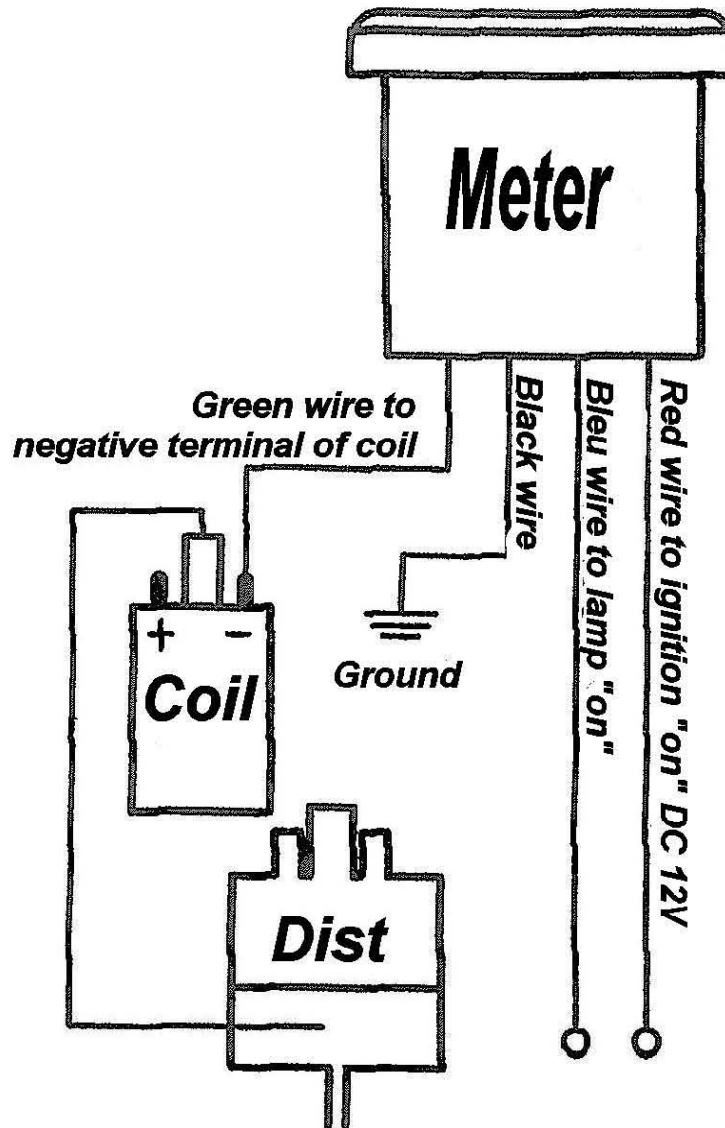 Meter
Green wire to
negative terminal of coil
Black wire
Bleu wire to lamp "on"
Red wire to ignition "on" DC 12V
+ −
Coil
Ground
Dist